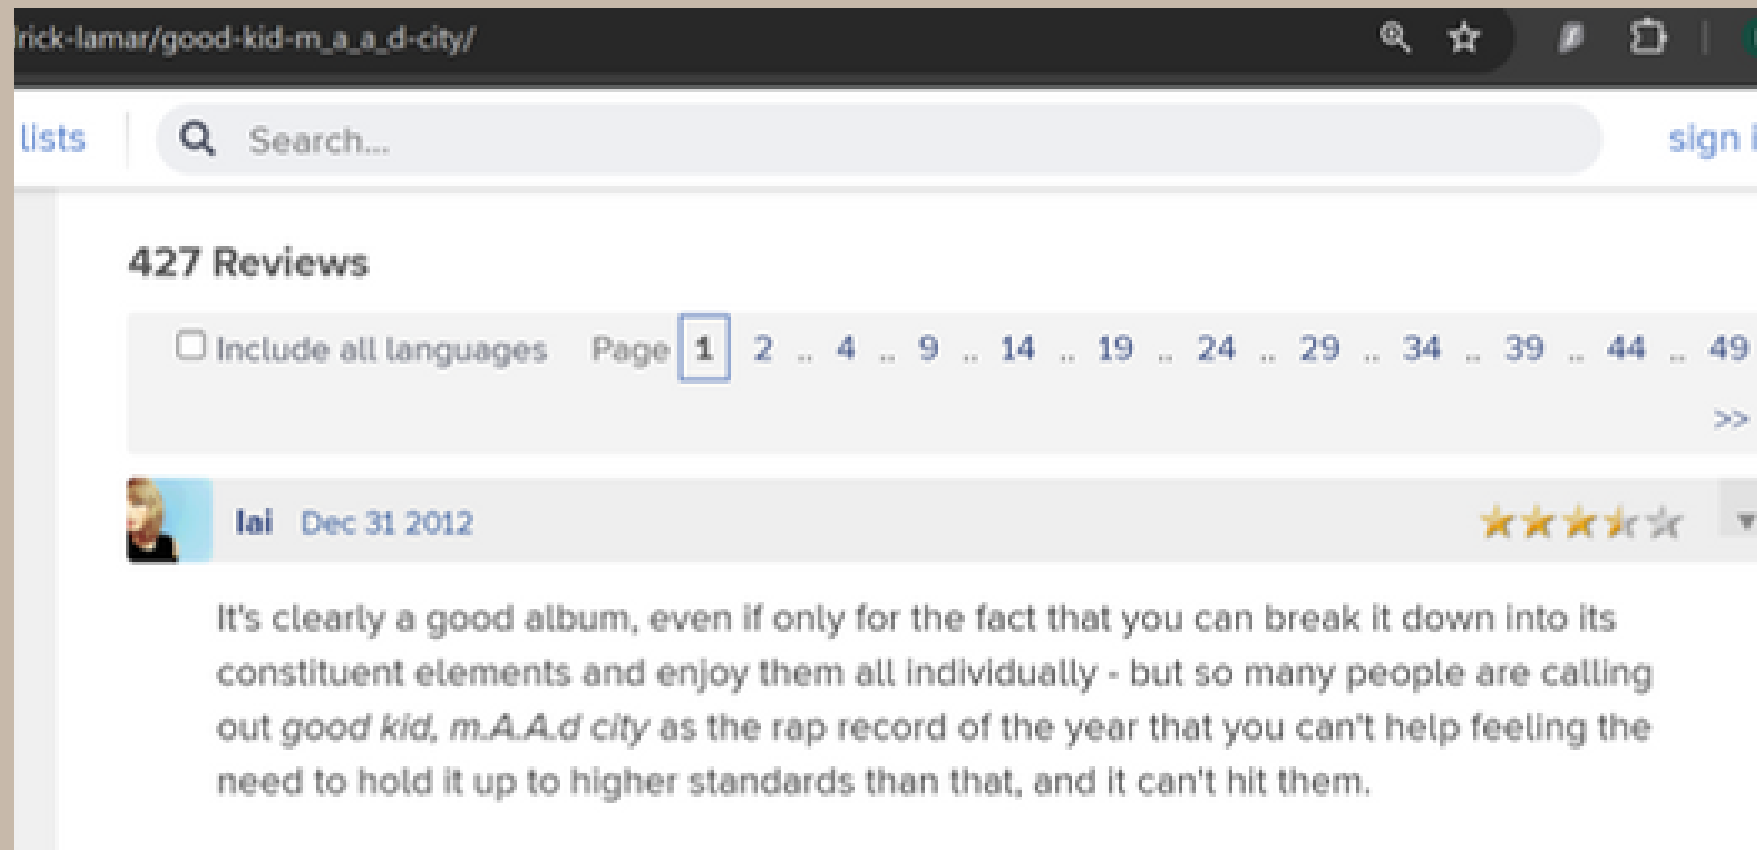 rick-lamar/good-kid-m_a_a_d-city/
lists
Search...
sign i
427 Reviews
Include all languages Page 1 2 .. 4 .. 9 .. 14 .. 19 .. 24 .. 29 .. 34 .. 39 .. 44 .. 49
>>
Iai Dec 31 2012
It's clearly a good album, even if only for the fact that you can break it down into its
constituent elements and enjoy them all individually - but so many people are calling
out good kid, m.A.A.d city as the rap record of the year that you can't help feeling the
need to hold it up to higher standards than that, and it can't hit them.